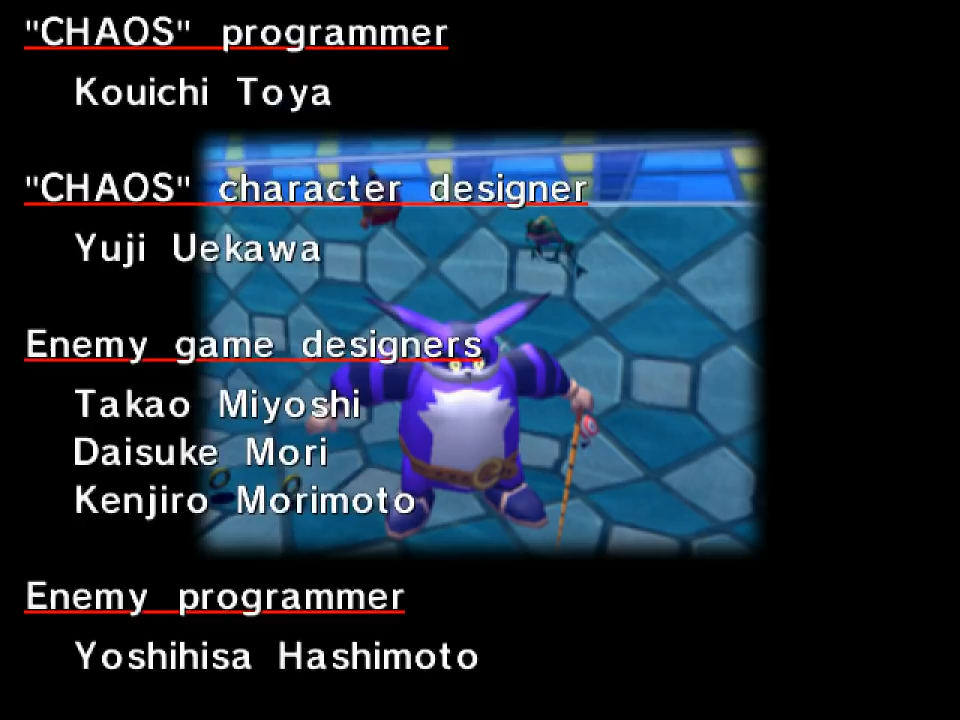 "CHAOS" programmer
Kouichi Toya
"CHAOS" character designer
Yuji Uekawa
Enemy game designers
Takao Miyoshi
Daisuke Mori
Kenjiro Morimoto
Enemy programmer
Yoshihisa Hashimoto